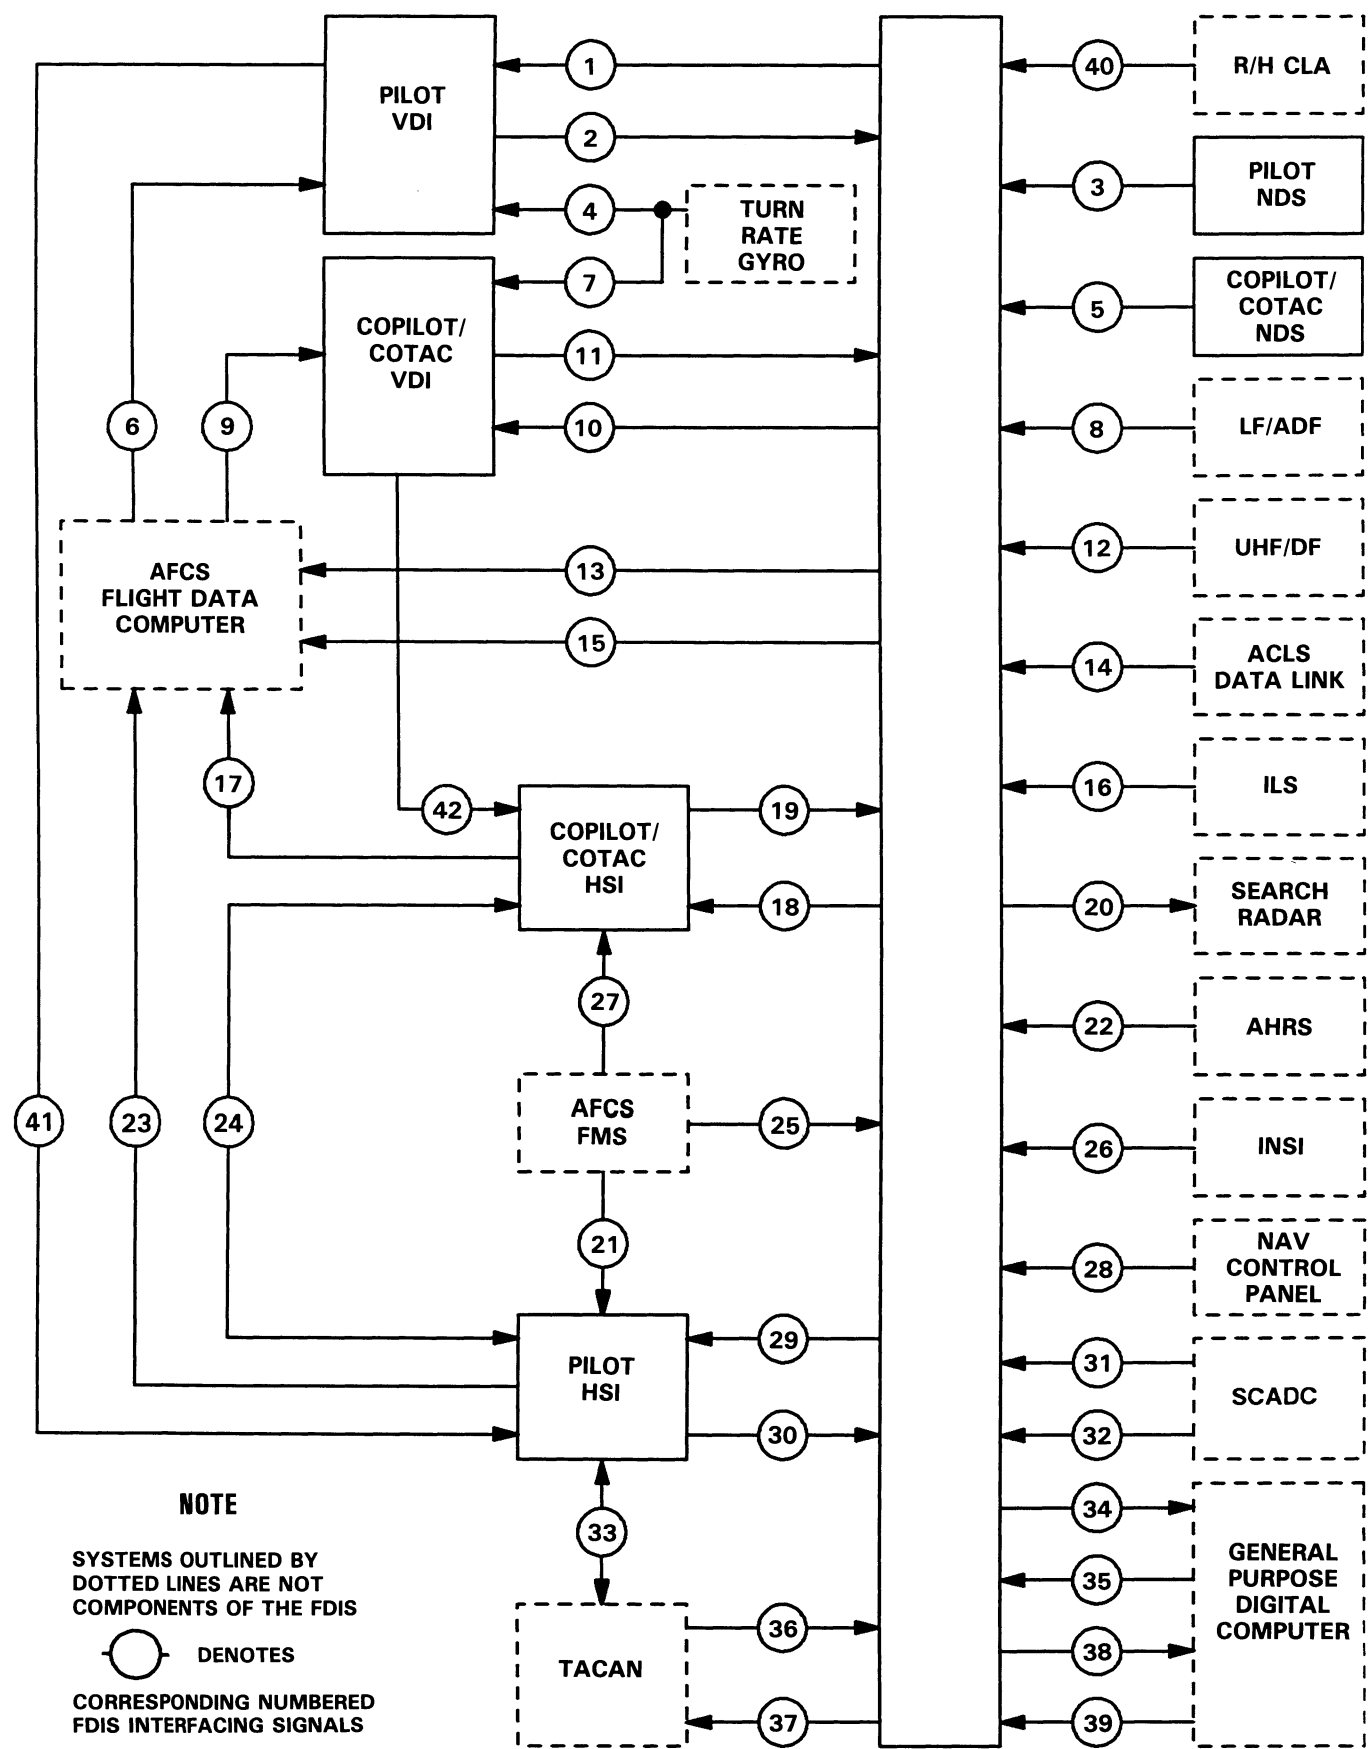 PILOT
VDI
1
2
4
TURN
RATE
GYRO
7
COPILOT/
COTAC
VDI
11
10
6
9
AFCS
FLIGHT DATA
COMPUTER
13
15
17
42
COPILOT/
COTAC
HSI
19
18
27
AFCS
FMS
25
41
23
24
21
PILOT
HSI
29
30
33
TACAN
36
37
40
R/H CLA
3
PILOT
NDS
5
COPILOT/
COTAC
NDS
8
LF/ADF
12
UHF/DF
14
ACLS
DATA LINK
16
ILS
20
SEARCH
RADAR
22
AHRS
26
INSI
28
NAV
CONTROL
PANEL
31
32
SCADC
34
35
38
39
GENERAL
PURPOSE
DIGITAL
COMPUTER
NOTE
SYSTEMS OUTLINED BY
DOTTED LINES ARE NOT
COMPONENTS OF THE FDIS
DENOTES
CORRESPONDING NUMBERED
FDIS INTERFACING SIGNALS